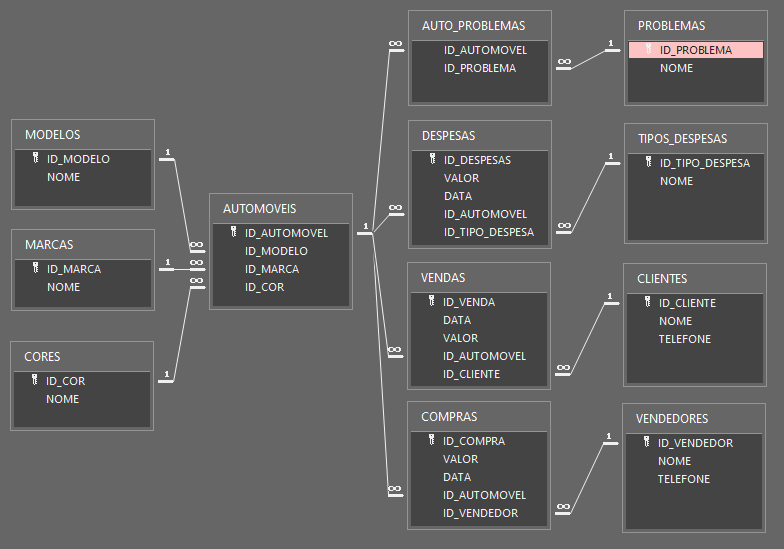 MODELOS
ID_MODELO
NOME
MARCAS
ID_MARCA
NOME
CORES
ID_COR
NOME
1
1
1
∞
∞
∞
AUTOMOVEIS
ID_AUTOMOVEL
ID_MODELO
ID_MARCA
ID_COR
1
∞
∞
∞
∞
AUTO_PROBLEMAS
ID_AUTOMOVEL
ID_PROBLEMA
∞
1
PROBLEMAS
ID_PROBLEMA
NOME
DESPESAS
ID_DESPESAS
VALOR
DATA
ID_AUTOMOVEL
ID_TIPO_DESPESA
∞
1
TIPOS_DESPESAS
ID_TIPO_DESPESA
NOME
VENDAS
ID_VENDA
DATA
VALOR
ID_AUTOMOVEL
ID_CLIENTE
∞
1
CLIENTES
ID_CLIENTE
NOME
TELEFONE
COMPRAS
ID_COMPRA
VALOR
DATA
ID_AUTOMOVEL
ID_VENDEDOR
∞
1
VENDEDORES
ID_VENDEDOR
NOME
TELEFONE